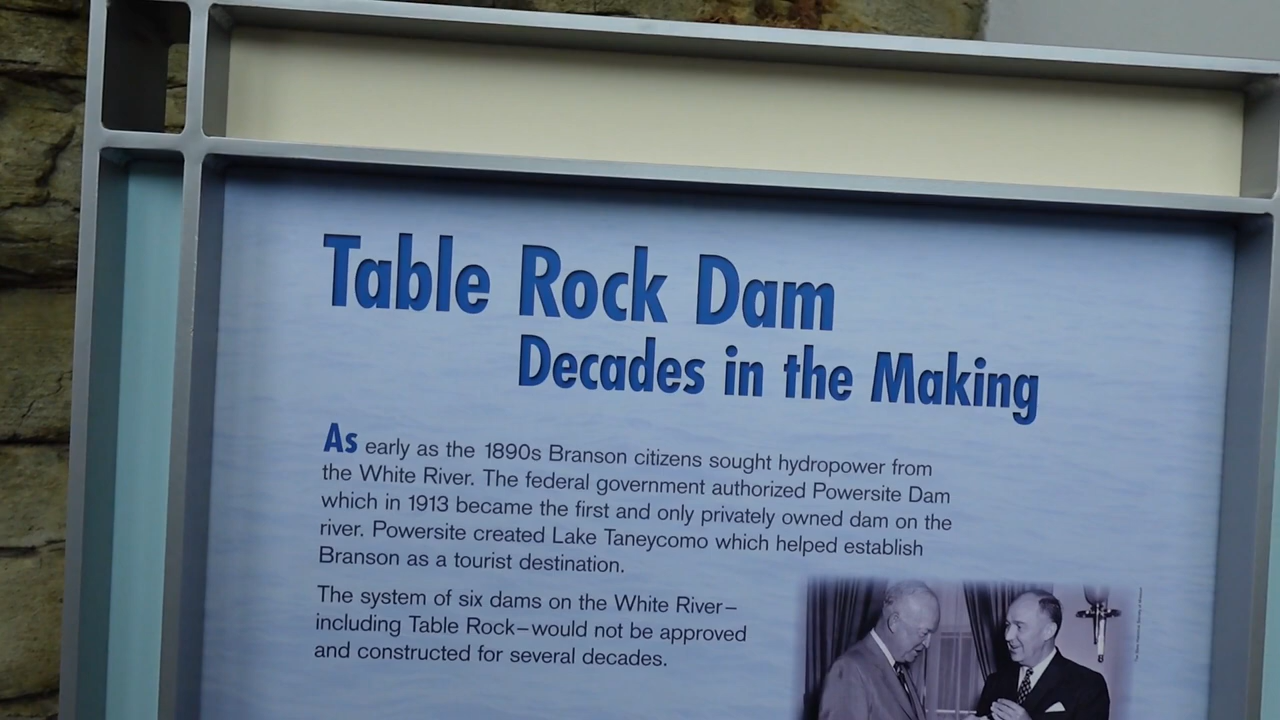 Table Rock Dam
Decades in the Making
As early as the 1890s Branson citizens sought hydropower from
the White River. The federal government authorized Powersite Dam
which in 1913 became the first and only privately owned dam on the
river. Powersite created Lake Taneycomo which helped establish
Branson as a tourist destination.
The system of six dams on the White River–
including Table Rock–would not be approved
and constructed for several decades.